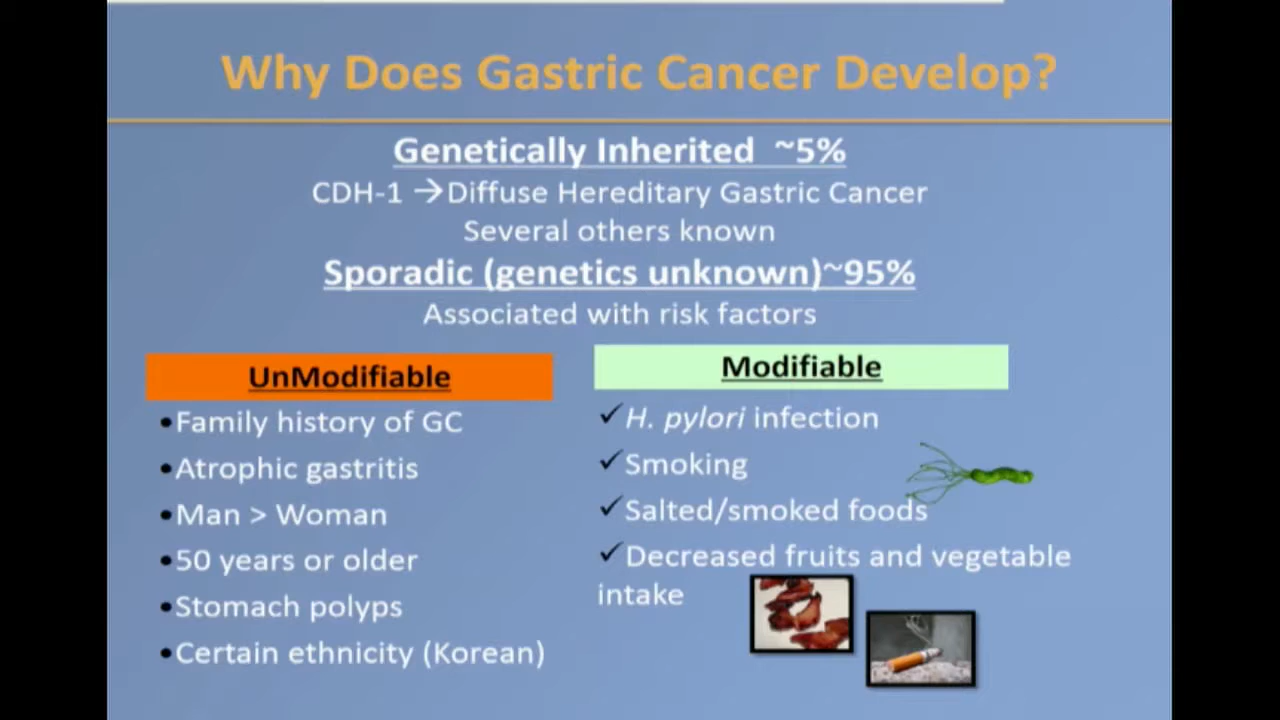 Why Does Gastric Cancer Develop?
Genetically Inherited ~5%
CDH-1 →Diffuse Hereditary Gastric Cancer
Several others known
Sporadic (genetics unknown)~95%
Associated with risk factors
UnModifiable
•Family history of GC
•Atrophic gastritis
•Man > Woman
•50 years or older
•Stomach polyps
•Certain ethnicity (Korean)
Modifiable
✓H. pylori infection
✓Smoking
✓Salted/smoked foods
✓Decreased fruits and vegetable
intake